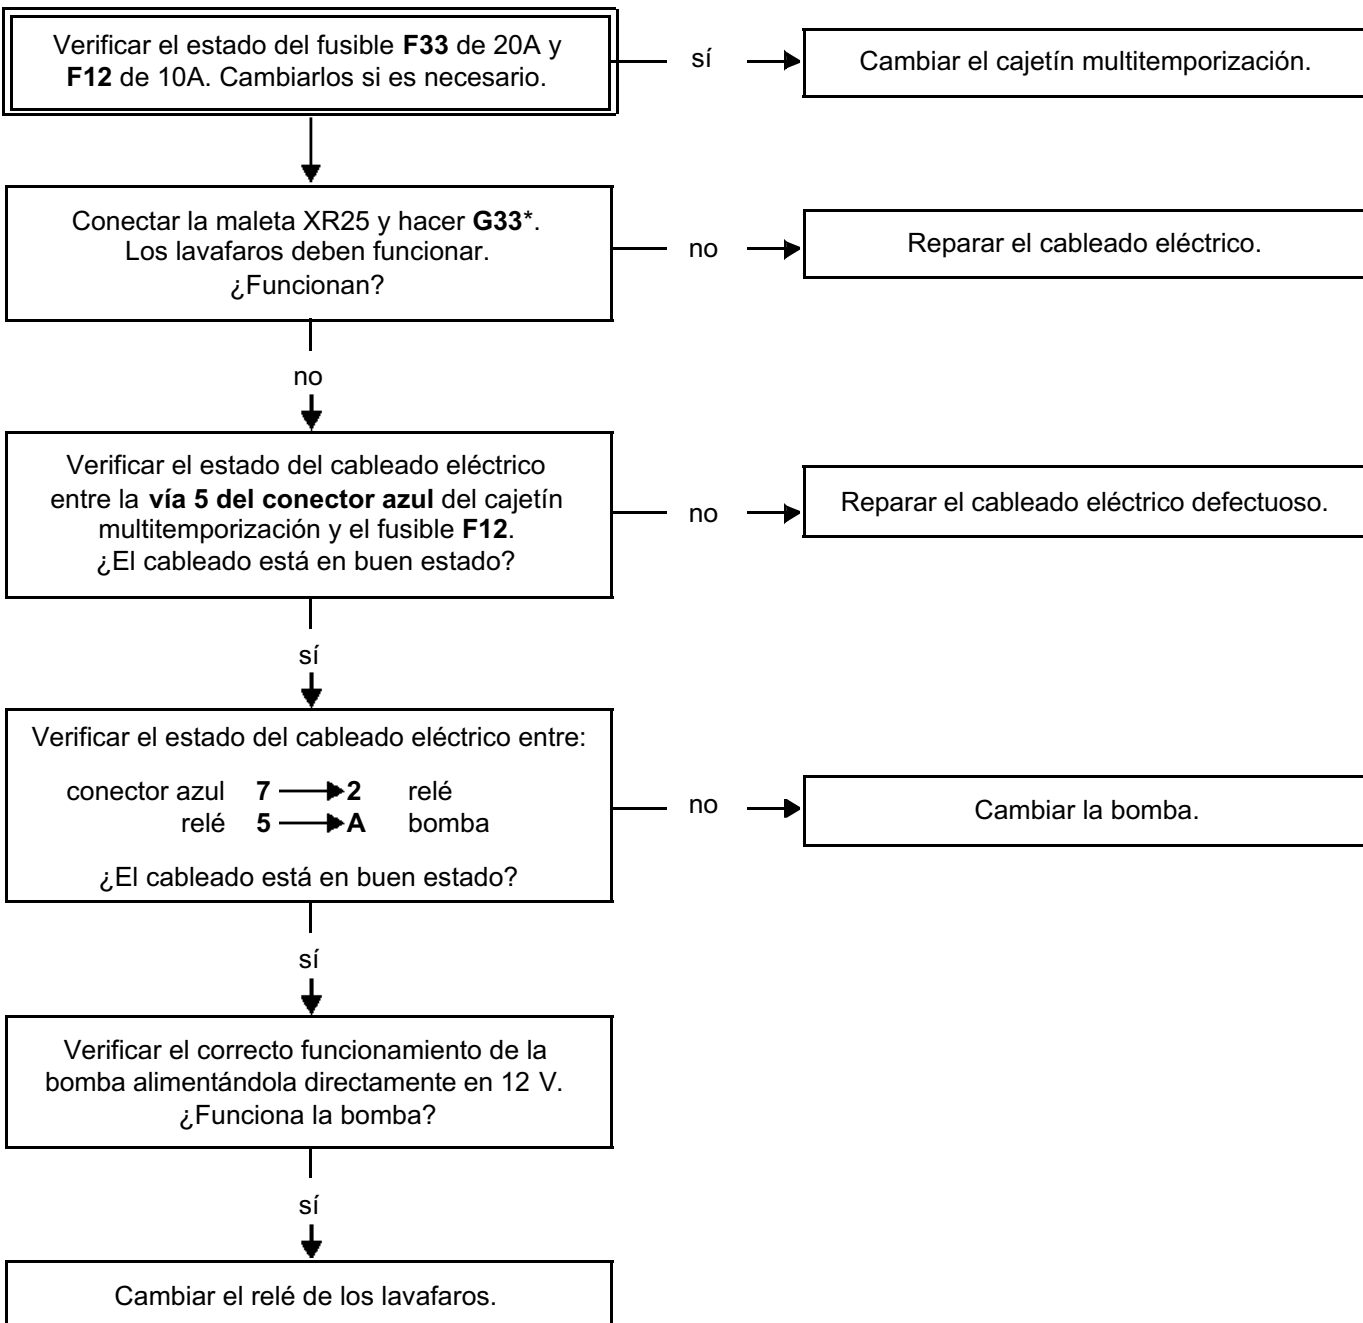 Verificar el estado del fusible F33 de 20A y
F12 de 10A. Cambiarlos si es necesario.
sí
Cambiar el cajetín multitemporización.
Conectar la maleta XR25 y hacer G33*.
Los lavafaros deben funcionar.
¿Funcionan?
no
Reparar el cableado eléctrico.
no
Verificar el estado del cableado eléctrico
entre la vía 5 del conector azul del cajetín
multitemporización y el fusible F12.
¿El cableado está en buen estado?
no
Reparar el cableado eléctrico defectuoso.
sí
Verificar el estado del cableado eléctrico entre:
conector azul 7 2 relé
relé 5 A bomba
¿El cableado está en buen estado?
no
Cambiar la bomba.
sí
Verificar el correcto funcionamiento de la
bomba alimentándola directamente en 12 V.
¿Funciona la bomba?
sí
Cambiar el relé de los lavafaros.